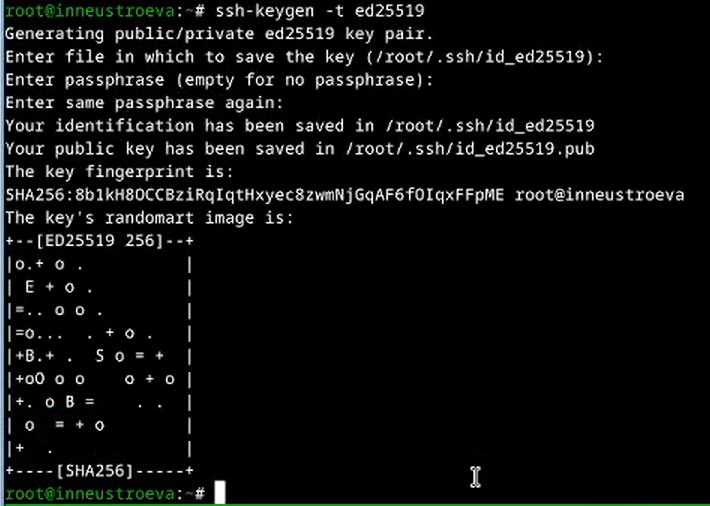 root@inneustroeva:~# ssh-keygen -t ed25519
Generating public/private ed25519 key pair.
Enter file in which to save the key (/root/.ssh/id_ed25519):
Enter passphrase (empty for no passphrase):
Enter same passphrase again:
Your identification has been saved in /root/.ssh/id_ed25519
Your public key has been saved in /root/.ssh/id_ed25519.pub
The key fingerprint is:
SHA256:8b1kH8OCCBziRqIqtHxyec8zwmNjGqAF6fOIqxFFpME root@inneustroeva
The key's randomart image is:
+--[ED25519 256]--+
|o.+ o .          |
| E + o .         |
|=.. o o .        |
|=o...  . + o .   |
|+B.+ .  S o = +  |
|+oO o o    o + o |
|+. o B =    . .  |
| o  = + o        |
|+  .             |
+----[SHA256]-----+
root@inneustroeva:~#